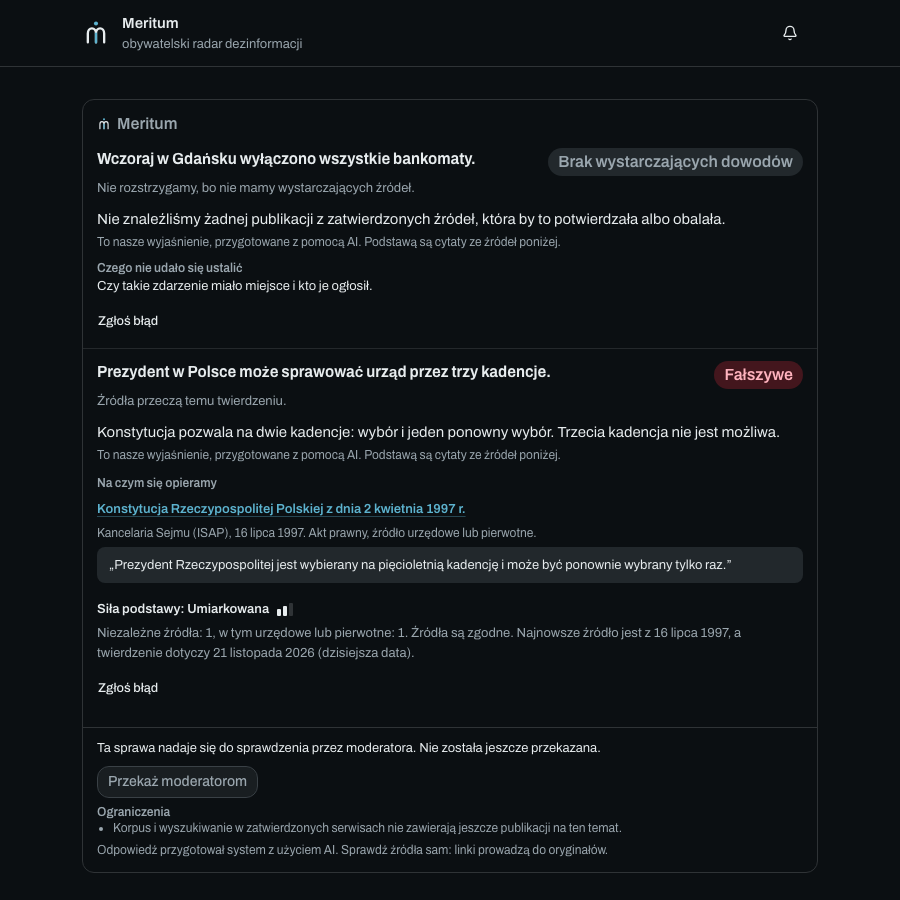 Meritum
obywatelski radar dezinformacji
Meritum
Wczoraj w Gdańsku wyłączono wszystkie bankomaty.
Brak wystarczających dowodów
Nie rozstrzygamy, bo nie mamy wystarczających źródeł.
Nie znaleźliśmy żadnej publikacji z zatwierdzonych źródeł, która by to potwierdzała albo obalała.
To nasze wyjaśnienie, przygotowane z pomocą AI. Podstawą są cytaty ze źródeł poniżej.
Czego nie udało się ustalić
Czy takie zdarzenie miało miejsce i kto je ogłosił.
Zgłoś błąd
Prezydent w Polsce może sprawować urząd przez trzy kadencje.
Fałszywe
Źródła przeczą temu twierdzeniu.
Konstytucja pozwala na dwie kadencje: wybór i jeden ponowny wybór. Trzecia kadencja nie jest możliwa.
To nasze wyjaśnienie, przygotowane z pomocą AI. Podstawą są cytaty ze źródeł poniżej.
Na czym się opieramy
Konstytucja Rzeczypospolitej Polskiej z dnia 2 kwietnia 1997 r.
Kancelaria Sejmu (ISAP), 16 lipca 1997. Akt prawny, źródło urzędowe lub pierwotne.
„Prezydent Rzeczypospolitej jest wybierany na pięcioletnią kadencję i może być ponownie wybrany tylko raz.”
Siła podstawy: Umiarkowana
Niezależne źródła: 1, w tym urzędowe lub pierwotne: 1. Źródła są zgodne. Najnowsze źródło jest z 16 lipca 1997, a
twierdzenie dotyczy 21 listopada 2026 (dzisiejsza data).
Zgłoś błąd
Ta sprawa nadaje się do sprawdzenia przez moderatora. Nie została jeszcze przekazana.
Przekaż moderatorom
Ograniczenia
• Korpus i wyszukiwanie w zatwierdzonych serwisach nie zawierają jeszcze publikacji na ten temat.
Odpowiedź przygotował system z użyciem AI. Sprawdź źródła sam: linki prowadzą do oryginałów.